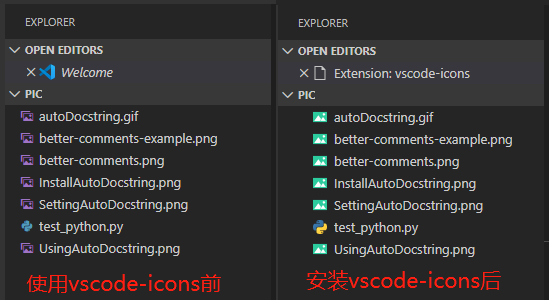 EXPLORER
OPEN EDITORS
Welcome
PIC
autoDocstring.gif
better-comments-example.png
better-comments.png
InstallAutoDocstring.png
SettingAutoDocstring.png
test_python.py
UsingAutoDocstring.png
使用vscode-icons前
EXPLORER
OPEN EDITORS
Extension: vscode-icons
PIC
autoDocstring.gif
better-comments-example.png
better-comments.png
InstallAutoDocstring.png
SettingAutoDocstring.png
test_python.py
UsingAutoDocstring.png
安装vscode-icons后